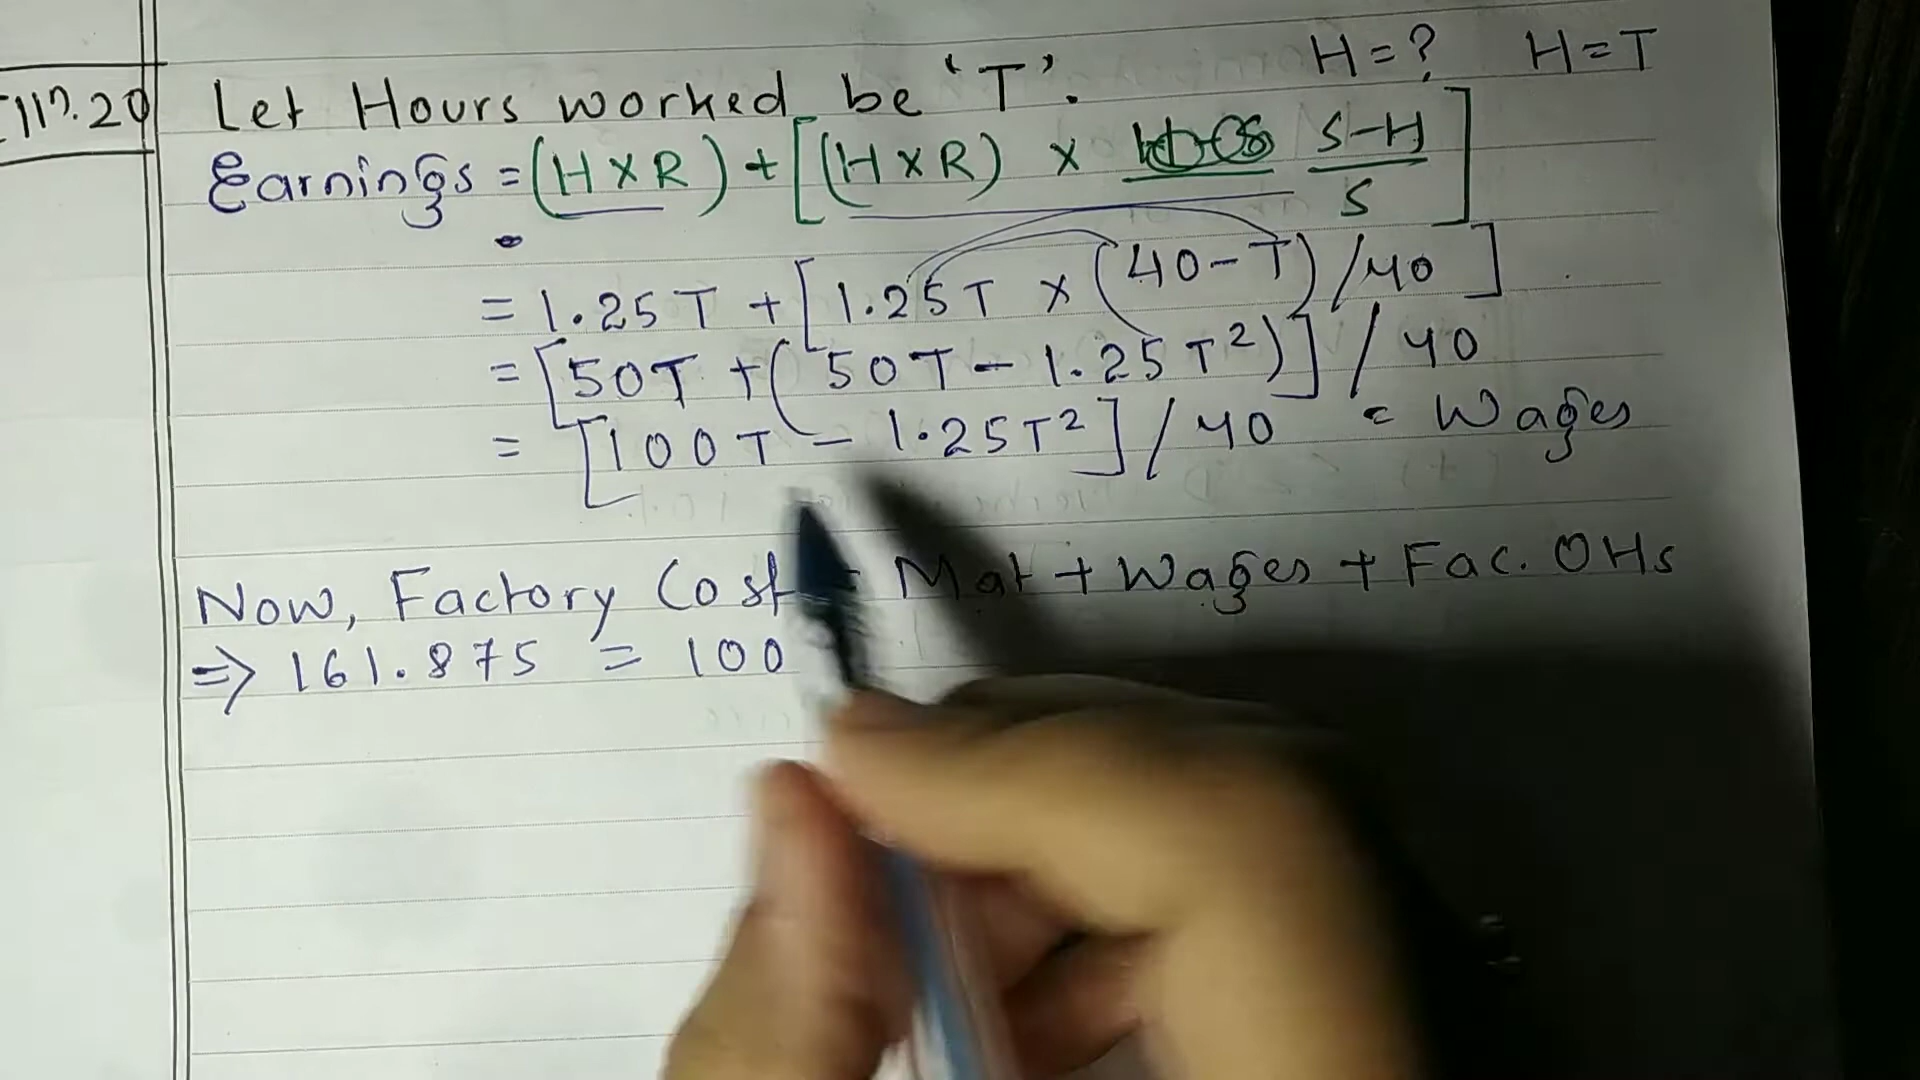 Illn.20
Let Hours worked be 'T'. H=? H=T
Earnings = (H×R) + [(H×R) × S-H / S]
= 1.25T + [1.25T × (40-T)/40]
= [50T + (50T - 1.25T²)] / 40
= [100T - 1.25T²] / 40 = Wages
Now, Factory Cost = Mat + Wages + Fac. OHs
⇒ 161.875 = 100